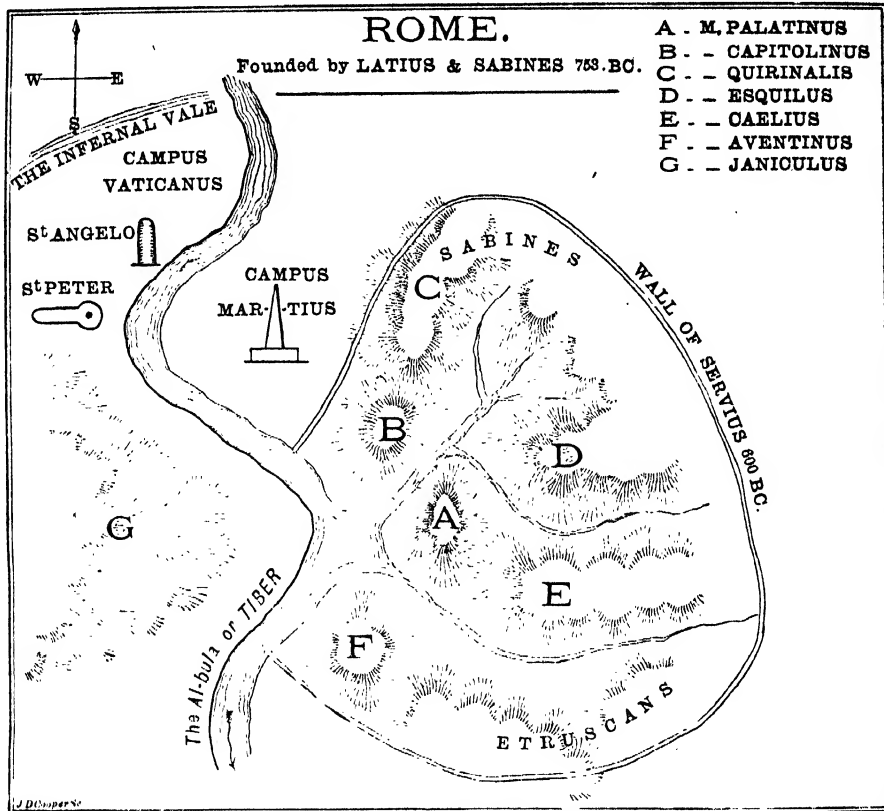 ROME.
Founded by LATIUS & SABINES 753. BC.
A . M, PALATINUS
B - - CAPITOLINUS
C - - QUIRINALIS
D - - ESQUILUS
E - - CAELIUS
F - - AVENTINUS
G - - JANICULUS
W
E
S
THE INFERNAL VALE
CAMPUS
VATICANUS
St ANGELO
St PETER
CAMPUS
MAR-TIUS
SABINES
WALL OF SERVIUS 600 BC.
C
B
D
A
G
E
F
The Al-bula or TIBER
ETRUSCANS
J D Cooper Sc